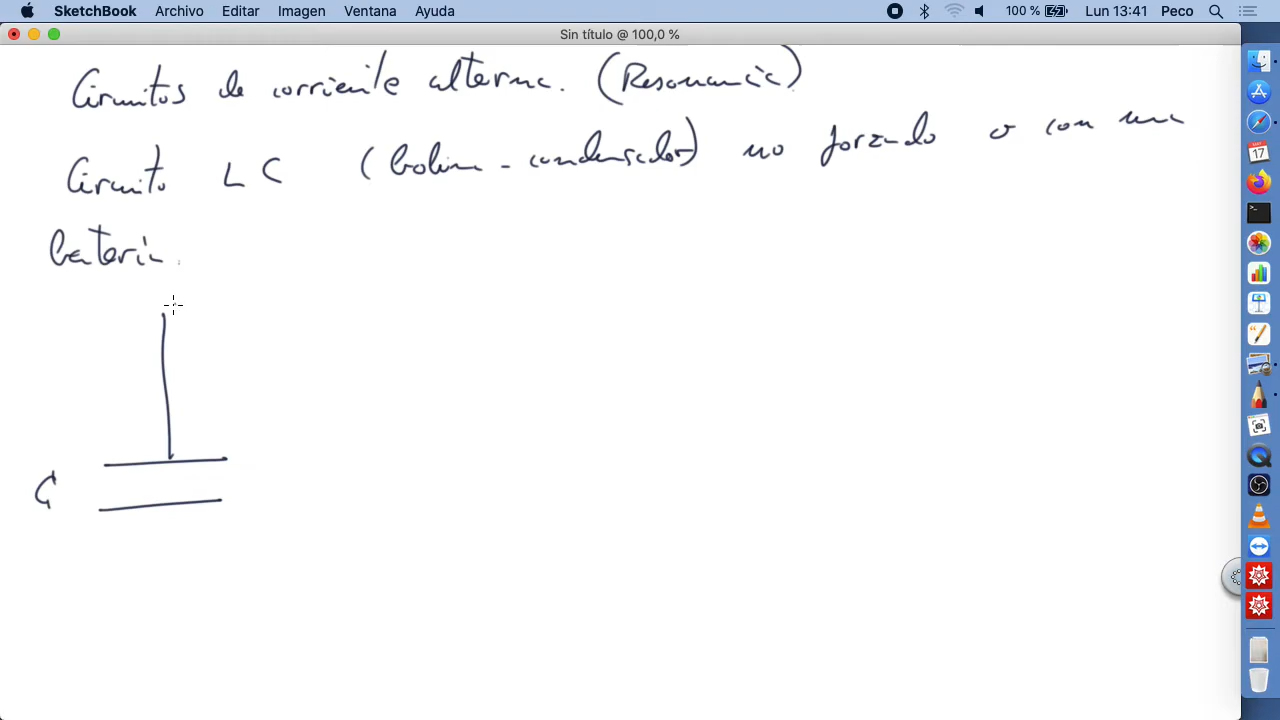 SketchBook Archivo Editar Imagen Ventana Ayuda 100 % Lun 13:41 Peco
Sin título @ 100,0 %
Circuitos de corriente alterna. (Resonancia)
Circuito LC (bobina - condensador) no forzado o con una
batería.
C
17